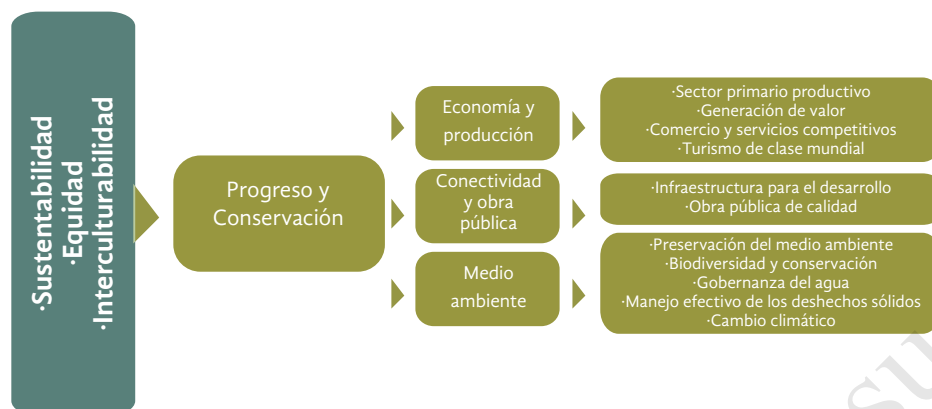 ·Sustentabilidad
·Equidad
·Interculturabilidad
Progreso y
Conservación
Economía y
producción
·Sector primario productivo
·Generación de valor
·Comercio y servicios competitivos
·Turismo de clase mundial
Conectividad
y obra
pública
·Infraestructura para el desarrollo
·Obra pública de calidad
Medio
ambiente
·Preservación del medio ambiente
·Biodiversidad y conservación
·Gobernanza del agua
·Manejo efectivo de los deshechos sólidos
·Cambio climático
su